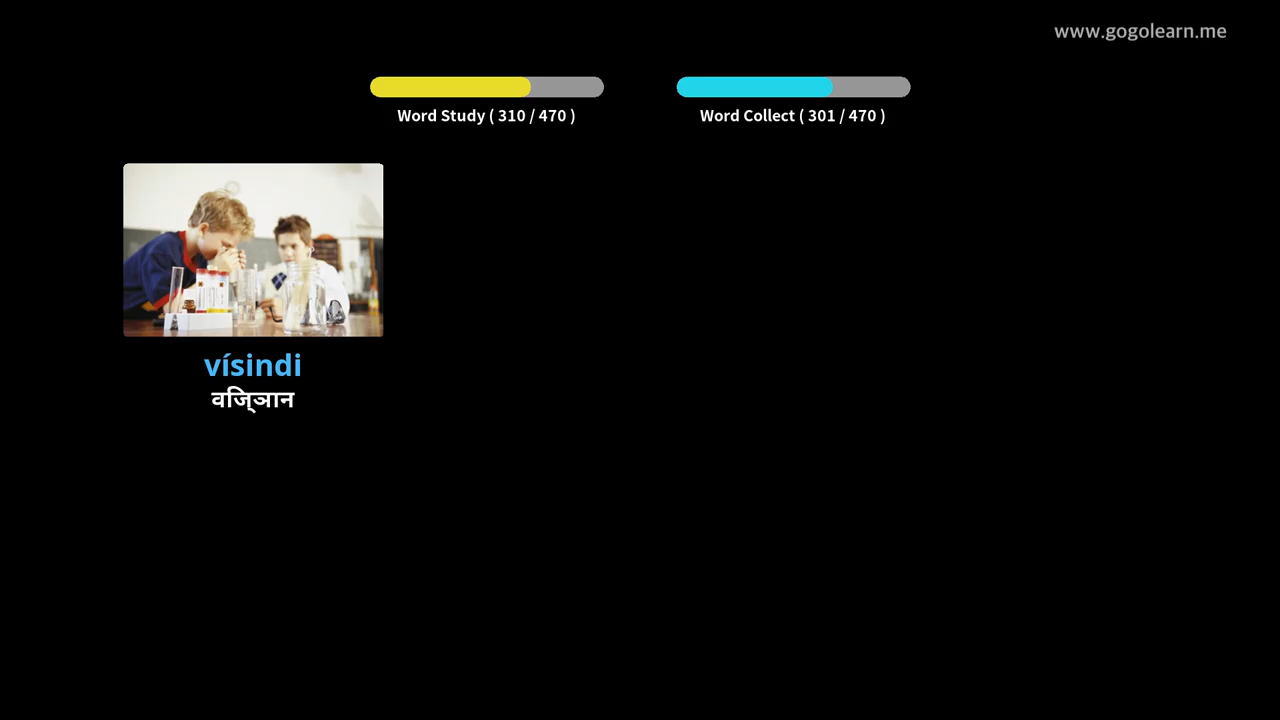 www.gogolearn.me
Word Study ( 310 / 470 )
Word Collect ( 301 / 470 )
vísindi
वज्ञिान